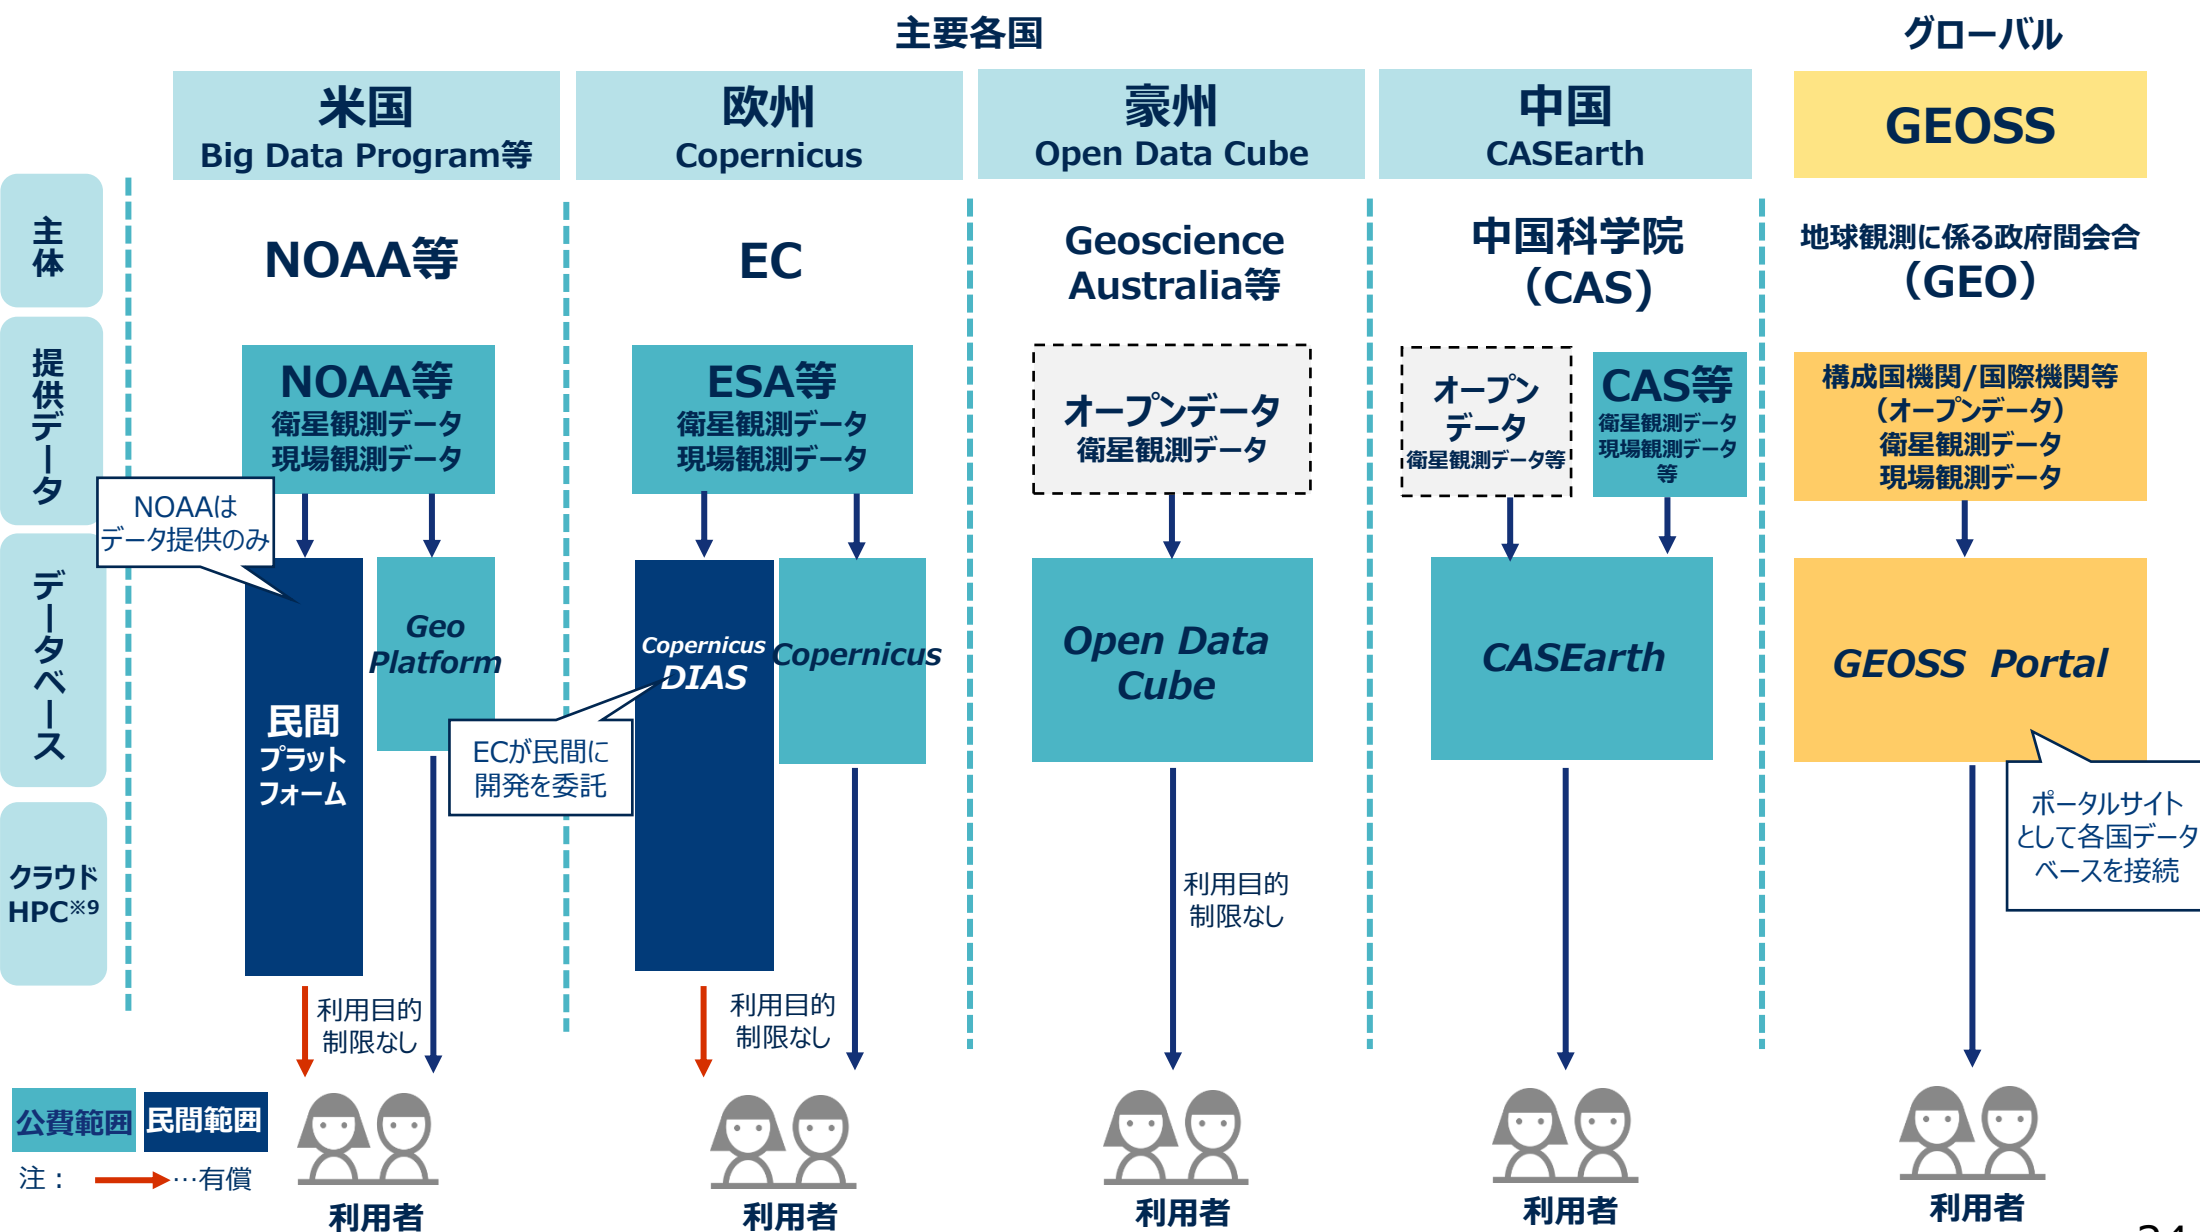 主要各国
グローバル
米国
Big Data Program等
欧州
Copernicus
豪州
Open Data Cube
中国
CASEarth
GEOSS
主体
NOAA等
EC
Geoscience
Australia等
中国科学院
（CAS）
地球観測に係る政府間会合
（GEO）
提供データ
NOAA等
衛星観測データ
現場観測データ
ESA等
衛星観測データ
現場観測データ
オープンデータ
衛星観測データ
オープン
データ
衛星観測データ等
CAS等
衛星観測データ
現場観測データ
等
構成国機関/国際機関等
（オープンデータ）
衛星観測データ
現場観測データ
NOAAは
データ提供のみ
データベース
民間
プラット
フォーム
Geo
Platform
Copernicus
DIAS
Copernicus
ECが民間に
開発を委託
Open Data
Cube
CASEarth
GEOSS Portal
ポータルサイト
として各国データ
ベースを接続
クラウド
HPC※9
利用目的
制限なし
利用目的
制限なし
利用目的
制限なし
公費範囲
民間範囲
注：
…有償
利用者
利用者
利用者
利用者
利用者